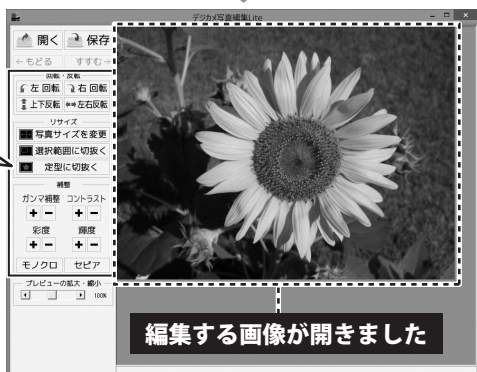 デジカメ写真編集Lite
開く 保存
←もどる すすむ→
回転・反転
左 回転 右 回転
上下反転 左右反転
リサイズ
写真サイズを変更
選択範囲に切抜く
定型に切抜く
補整
ガンマ補整 コントラスト
+ − + −
彩度 輝度
+ − + −
モノクロ セピア
プレビューの拡大・縮小
100%
編集する画像が開きました